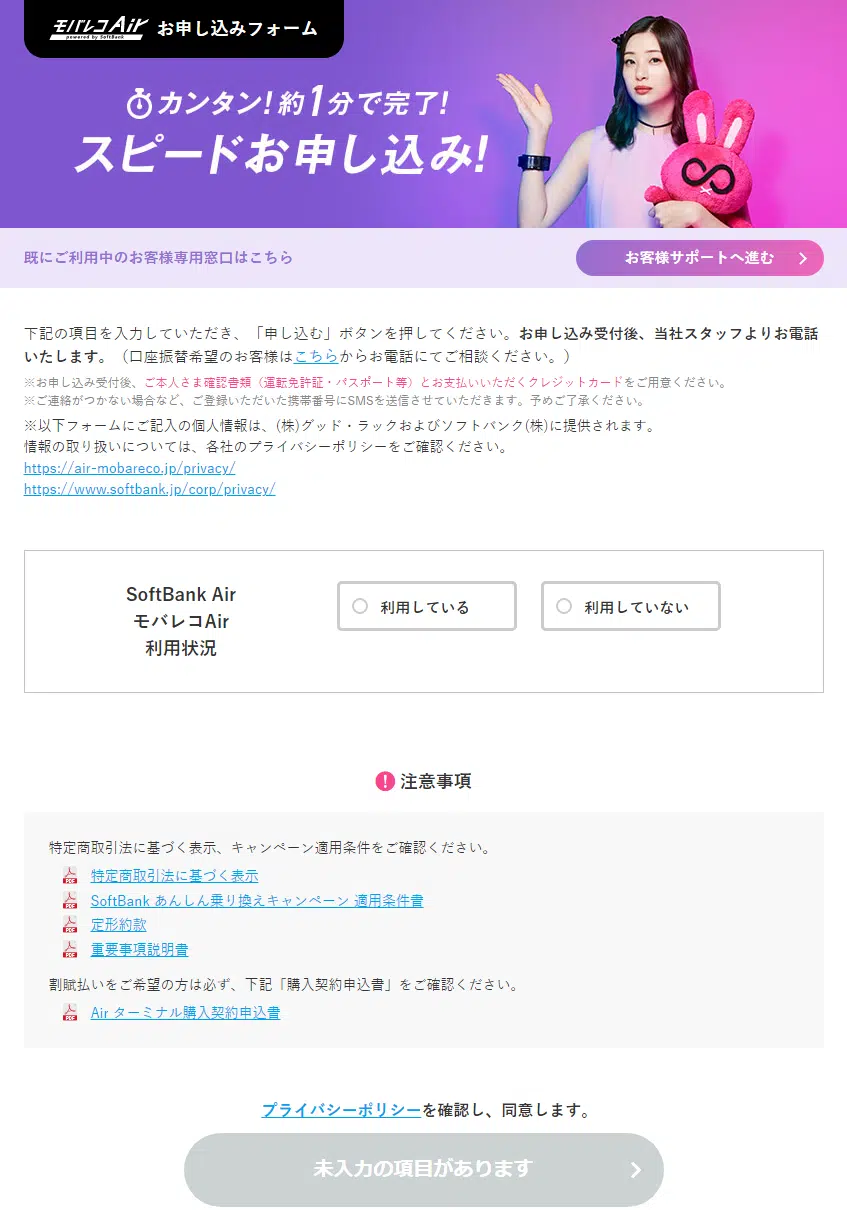 モバレコAir
powered by SoftBank
お申し込みフォーム
カンタン!約1分で完了!
スピードお申し込み!
既にご利用中のお客様専用窓口はこちら
お客様サポートへ進む
下記の項目を入力していただき、「申し込む」ボタンを押してください。お申し込み受付後、当社スタッフよりお電話
いたします。（口座振替希望のお客様はこちらからお電話にてご相談ください。）
※お申し込み受付後、ご本人さま確認書類（運転免許証・パスポート等）とお支払いいただくクレジットカードをご用意ください。
※ご連絡がつかない場合など、ご登録いただいた携帯番号にSMSを送信させていただきます。予めご了承ください。
※以下フォームにご記入の個人情報は、(株)グッド・ラックおよびソフトバンク(株)に提供されます。
情報の取り扱いについては、各社のプライバシーポリシーをご確認ください。
https://air-mobareco.jp/privacy/
https://www.softbank.jp/corp/privacy/
SoftBank Air
モバレコAir
利用状況
利用している
利用していない
! 注意事項
特定商取引法に基づく表示、キャンペーン適用条件をご確認ください。
PDF 特定商取引法に基づく表示
PDF SoftBank あんしん乗り換えキャンペーン 適用条件書
PDF 定形約款
PDF 重要事項説明書
割賦払いをご希望の方は必ず、下記「購入契約申込書」をご確認ください。
PDF Air ターミナル購入契約申込書
プライバシーポリシーを確認し、同意します。
未入力の項目があります